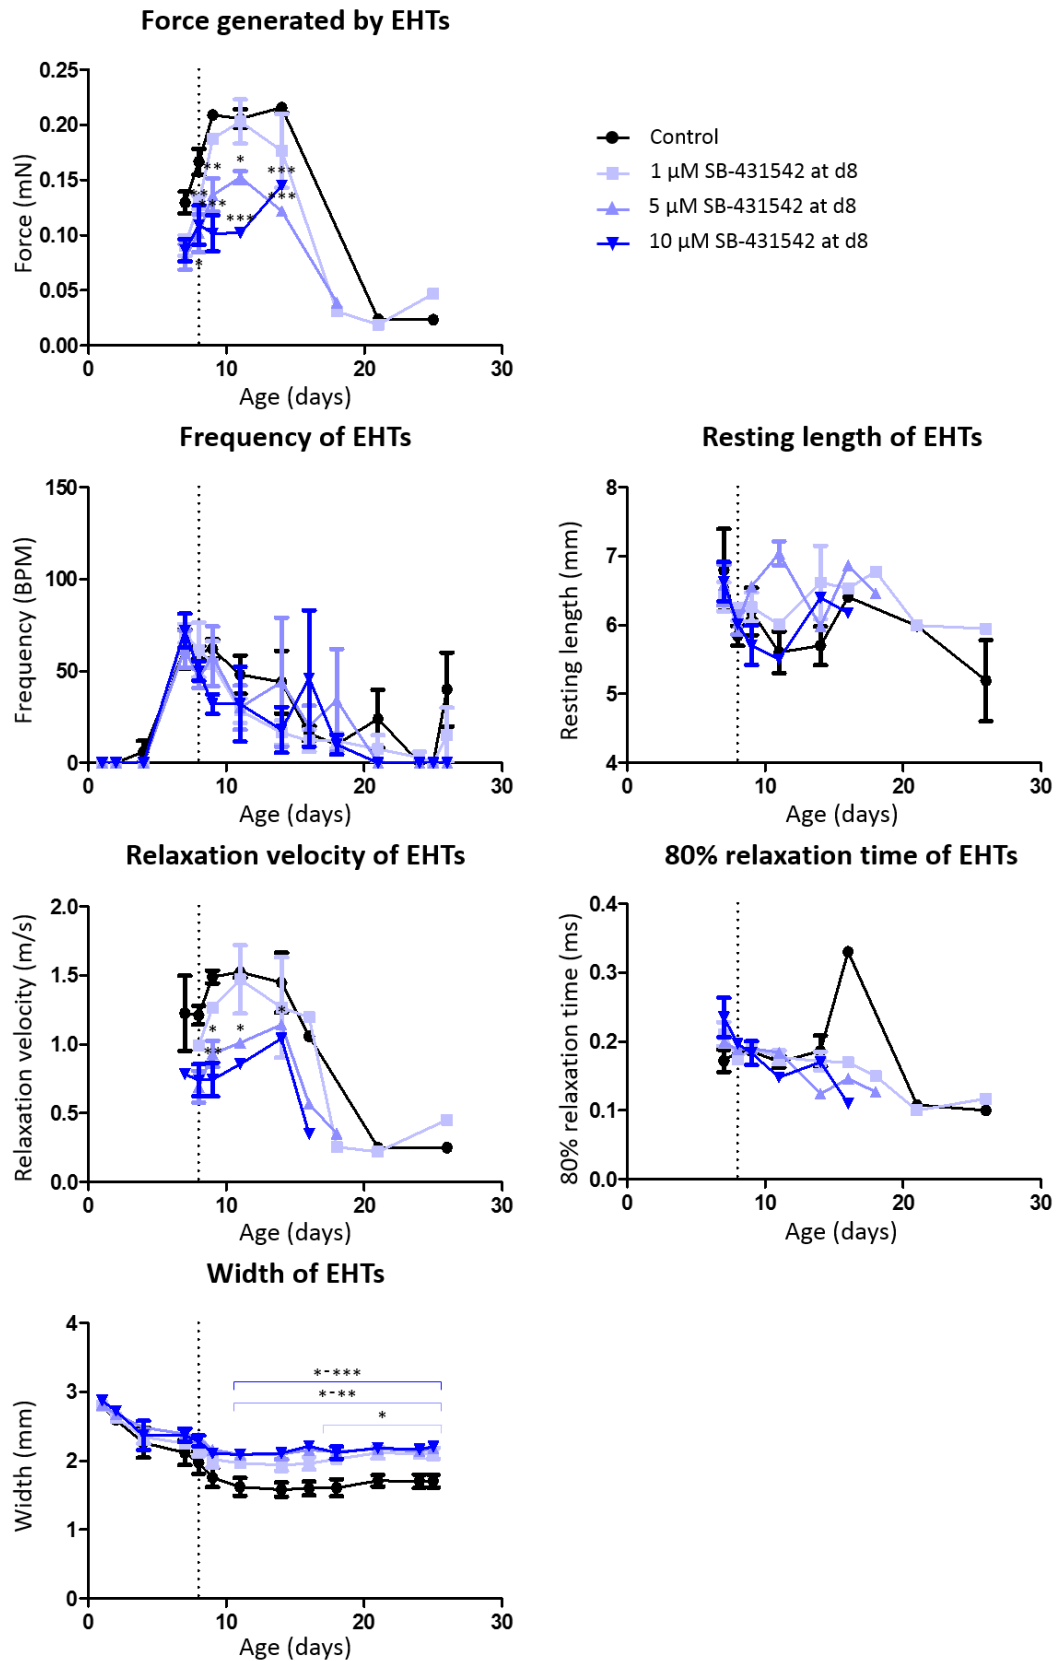 Force generated by EHTs
0.25
0.20
0.15
0.10
0.05
0.00
Force (mN)
** *
***
** ***
***
***
*
0 10 20 30
Age (days)
Control
1 µM SB-431542 at d8
5 µM SB-431542 at d8
10 µM SB-431542 at d8
Frequency of EHTs
150
100
50
0
Frequency (BPM)
0 10 20 30
Age (days)
Resting length of EHTs
8
7
6
5
4
Resting length (mm)
0 10 20 30
Age (days)
Relaxation velocity of EHTs
2.0
1.5
1.0
0.5
0.0
Relaxation velocity (m/s)
*
* *
**
0 10 20 30
Age (days)
80% relaxation time of EHTs
0.4
0.3
0.2
0.1
0.0
80% relaxation time (ms)
0 10 20 30
Age (days)
Width of EHTs
4
3
2
1
0
Width (mm)
*-***
*-**
*
0 10 20 30
Age (days)